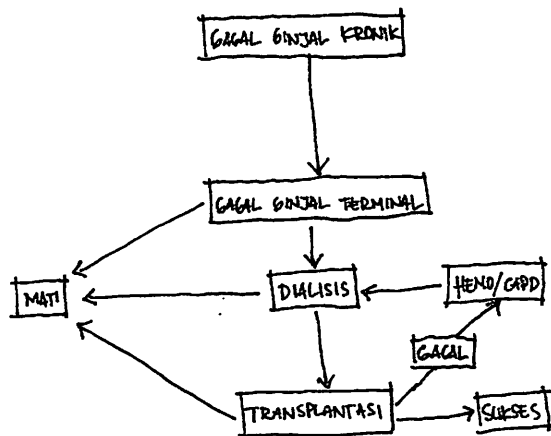 GAGAL GINJAL KRONIK
GAGAL GINJAL TERMINAL
MATI
DIALISIS
HEMO/CAPD
GAGAL
TRANSPLANTASI
SUKSES